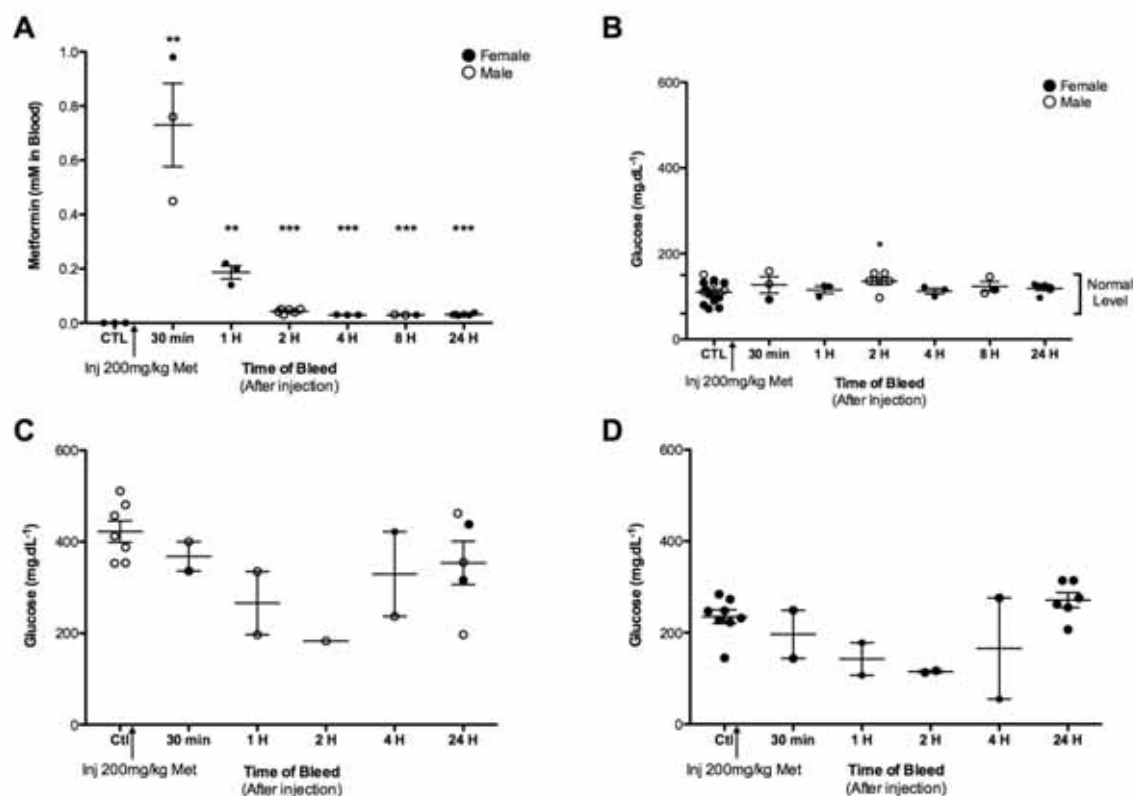 A
**
● Female
○ Male
1.0
0.8
0.6
0.4
0.2
0.0
Metformin (mM in Blood)
** *** *** *** ***
CTL 30 min 1 H 2 H 4 H 8 H 24 H
Inj 200mg/kg Met
Time of Bleed
(After injection)
B
● Female
○ Male
600
400
200
0
Glucose (mg.dL⁻¹)
*
Normal
Level
CTL 30 min 1 H 2 H 4 H 8 H 24 H
Inj 200mg/kg Met
Time of Bleed
(After Injection)
C
600
400
200
0
Glucose (mg.dL⁻¹)
Ctl 30 min 1 H 2 H 4 H 24 H
Inj 200mg/kg Met
Time of Bleed
(After injection)
D
600
400
200
0
Glucose (mg.dL⁻¹)
Ctl 30 min 1 H 2 H 4 H 24 H
Inj 200mg/kg Met
Time of Bleed
(After injection)